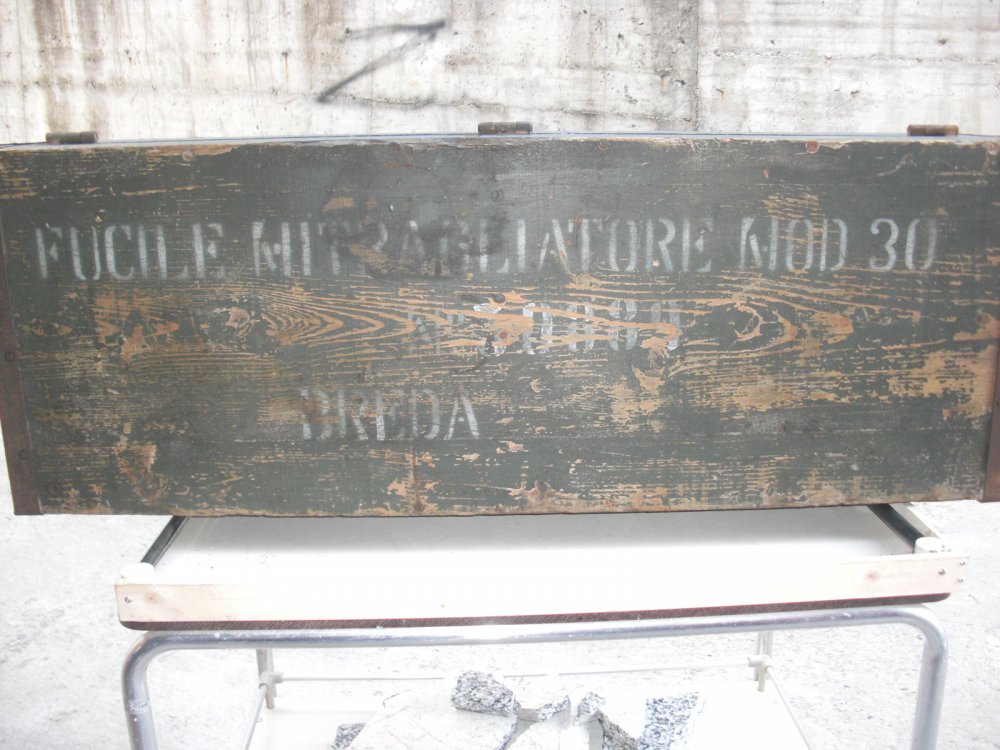 FUCILE MITRAGLIATORE MOD 30
BREDA